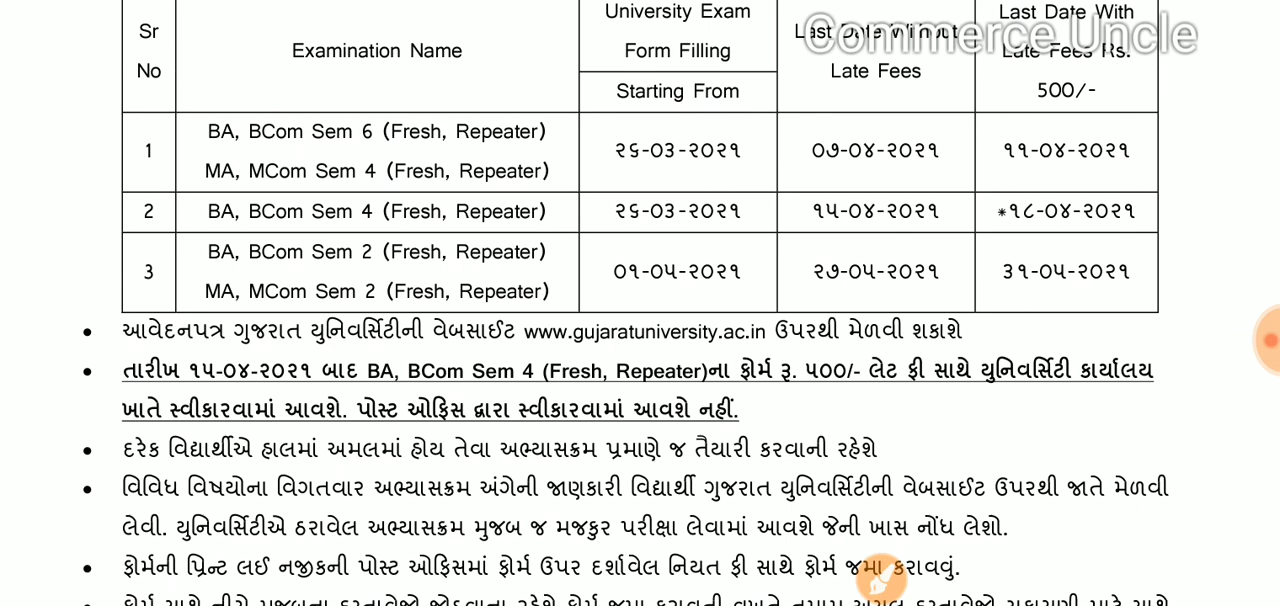 Sr No
Examination Name
University Exam Form Filling
Starting From
Last Date Without Late Fees
Last Date With Late Fees Rs. 500/-
Commerce Uncle
1
BA, BCom Sem 6 (Fresh, Repeater)
MA, MCom Sem 4 (Fresh, Repeater)
૨૬-૦૩-૨૦૨૧
૦૭-૦૪-૨૦૨૧
૧૧-૦૪-૨૦૨૧
2
BA, BCom Sem 4 (Fresh, Repeater)
૨૬-૦૩-૨૦૨૧
૧૫-૦૪-૨૦૨૧
*૧૮-૦૪-૨૦૨૧
3
BA, BCom Sem 2 (Fresh, Repeater)
MA, MCom Sem 2 (Fresh, Repeater)
૦૧-૦૫-૨૦૨૧
૨૭-૦૫-૨૦૨૧
૩૧-૦૫-૨૦૨૧
• આવેદનપત્ર ગુજરાત યુનિવર્સિટીની વેબસાઈટ www.gujaratuniversity.ac.in ઉપરથી મેળવી શકાશે
• તારીખ ૧૫-૦૪-૨૦૨૧ બાદ BA, BCom Sem 4 (Fresh, Repeater)ના ફોર્મ રૂ. ૫૦૦/- લેટ ફી સાથે યુનિવર્સિટી કાર્યાલય
ખાતે સ્વીકારવામાં આવશે. પોસ્ટ ઓફિસ દ્વારા સ્વીકારવામાં આવશે નહીં.
• દરેક વિદ્યાર્થીએ હાલમાં અમલમાં હોય તેવા અભ્યાસક્રમ પ્રમાણે જ તૈયારી કરવાની રહેશે
• વિવિધ વિષયોના વિગતવાર અભ્યાસક્રમ અંગેની જાણકારી વિદ્યાર્થી ગુજરાત યુનિવર્સિટીની વેબસાઈટ ઉપરથી જાતે મેળવી
લેવી. યુનિવર્સિટીએ ઠરાવેલ અભ્યાસક્રમ મુજબ જ મજકુર પરીક્ષા લેવામાં આવશે જેની ખાસ નોંધ લેશો.
• ફોર્મની પ્રિન્ટ લઈ નજીકની પોસ્ટ ઓફિસમાં ફોર્મ ઉપર દર્શાવેલ નિયત ફી સાથે ફોર્મ જમા કરાવવું.